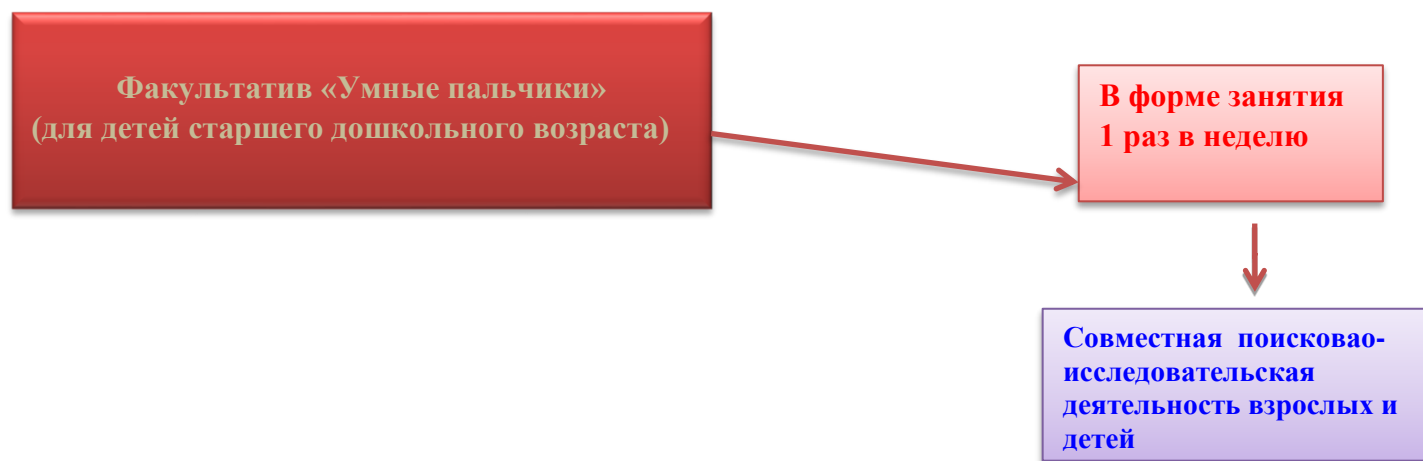 Факультатив «Умные пальчики»
(для детей старшего дошкольного возраста)
В форме занятия
1 раз в неделю
Совместная поисковао-
исследовательская
деятельность взрослых и
детей